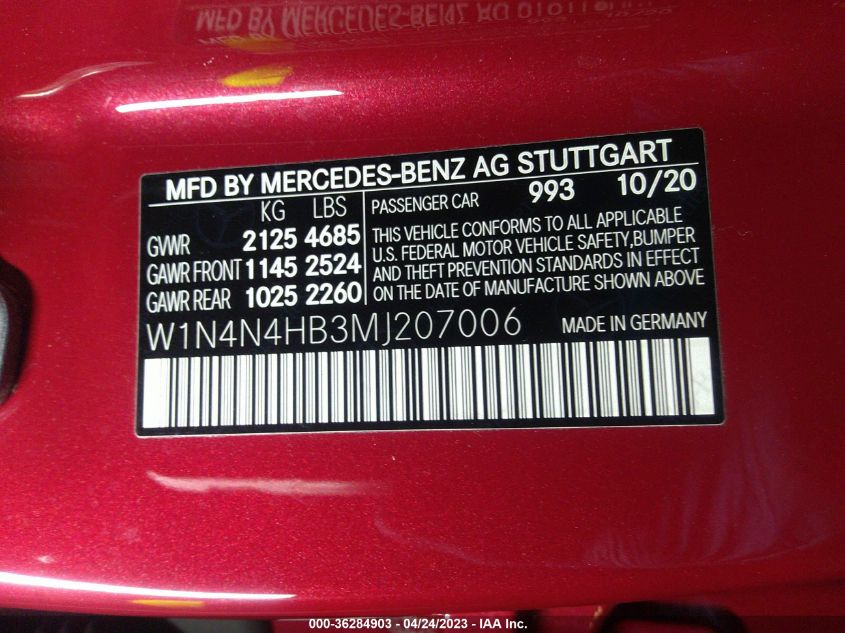 MFD BY MERCEDES-BENZ AG STUTTGART
KG LBS
GVWR 2125 4685
GAWR FRONT 1145 2524
GAWR REAR 1025 2260
PASSENGER CAR 993 10/20
THIS VEHICLE CONFORMS TO ALL APPLICABLE
U.S. FEDERAL MOTOR VEHICLE SAFETY, BUMPER
AND THEFT PREVENTION STANDARDS IN EFFECT
ON THE DATE OF MANUFACTURE SHOWN ABOVE
W1N4N4HB3MJ207006 MADE IN GERMANY
000-36284903 - 04/24/2023 - IAA Inc.